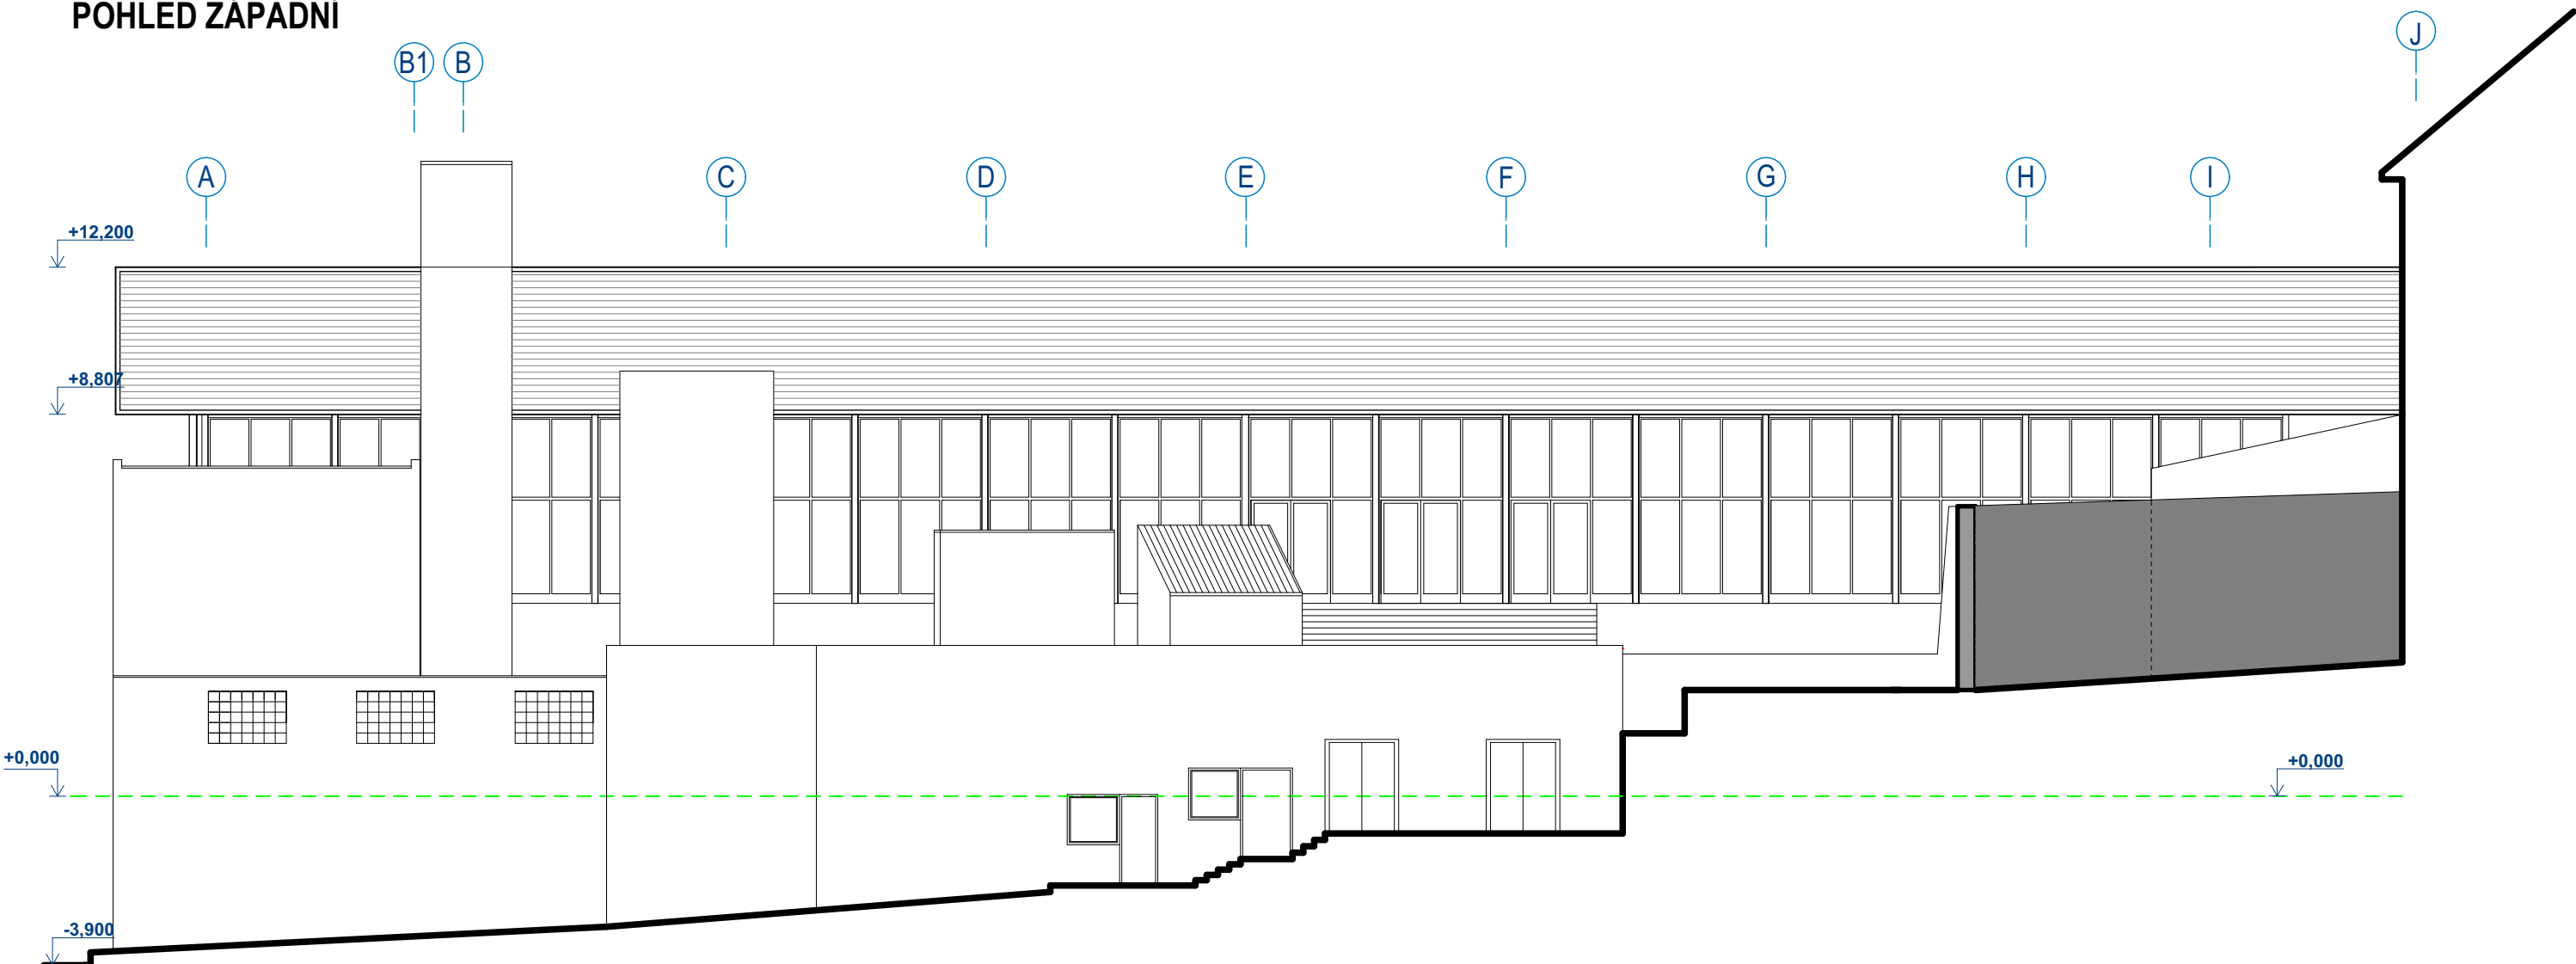 POHLED ZÁPADNÍ
J
B1 B
A C D E F G H I
+12,200
+8,807
+0,000 +0,000
-3,900